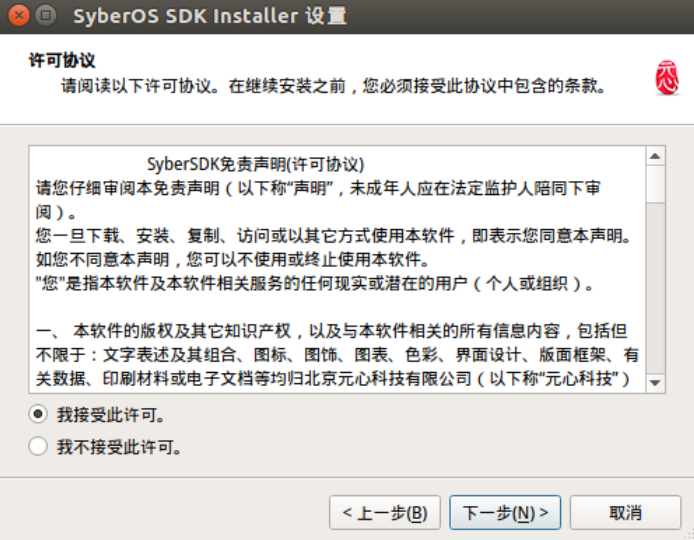 SyberOS SDK Installer 设置
许可协议
请阅读以下许可协议。在继续安装之前，您必须接受此协议中包含的条款。
SyberSDK免责声明(许可协议)
请您仔细审阅本免责声明（以下称“声明”，未成年人应在法定监护人陪同下审
阅）。
您一旦下载、安装、复制、访问或以其它方式使用本软件，即表示您同意本声明。
如您不同意本声明，您可以不使用或终止使用本软件。
"您"是指本软件及本软件相关服务的任何现实或潜在的用户（个人或组织）。
一、 本软件的版权及其它知识产权，以及与本软件相关的所有信息内容，包括但
不限于：文字表述及其组合、图标、图饰、图表、色彩、界面设计、版面框架、有
关数据、印刷材料或电子文档等均归北京元心科技有限公司（以下称“元心科技”）
我接受此许可。
我不接受此许可。
< 上一步(B)
下一步(N) >
取消